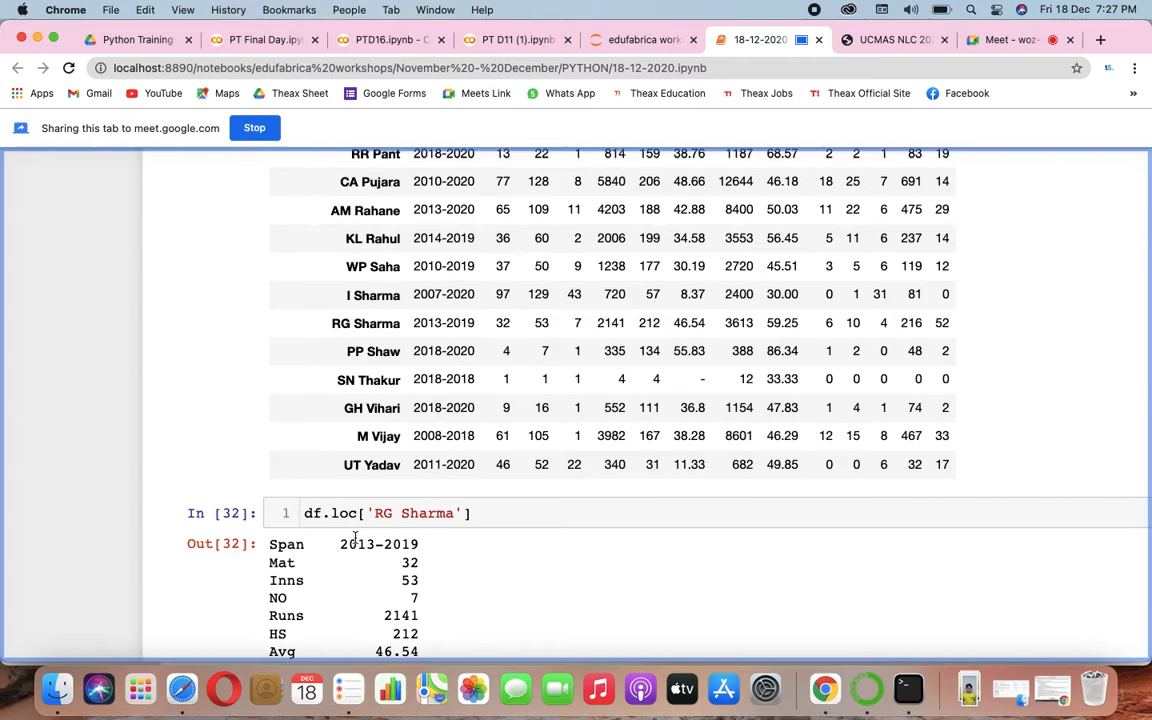 Chrome File Edit View History Bookmarks People Tab Window Help Fri 18 Dec 7:27 PM
Python Training PT Final Day.ipy PTD16.ipynb - C PT D11 (1).ipynb edufabrica work 18-12-2020 UCMAS NLC 202 Meet - woz-
localhost:8890/notebooks/edufabrica%20workshops/November%20-%20December/PYTHON/18-12-2020.ipynb
Apps Gmail YouTube Maps Theax Sheet Google Forms Meets Link Whats App Theax Education Theax Jobs Theax Official Site Facebook »
Sharing this tab to meet.google.com Stop
RR Pant 2018-2020 13 22 1 814 159 38.76 1187 68.57 2 2 1 83 19
CA Pujara 2010-2020 77 128 8 5840 206 48.66 12644 46.18 18 25 7 691 14
AM Rahane 2013-2020 65 109 11 4203 188 42.88 8400 50.03 11 22 6 475 29
KL Rahul 2014-2019 36 60 2 2006 199 34.58 3553 56.45 5 11 6 237 14
WP Saha 2010-2019 37 50 9 1238 177 30.19 2720 45.51 3 5 6 119 12
I Sharma 2007-2020 97 129 43 720 57 8.37 2400 30.00 0 1 31 81 0
RG Sharma 2013-2019 32 53 7 2141 212 46.54 3613 59.25 6 10 4 216 52
PP Shaw 2018-2020 4 7 1 335 134 55.83 388 86.34 1 2 0 48 2
SN Thakur 2018-2018 1 1 1 4 4 - 12 33.33 0 0 0 0 0
GH Vihari 2018-2020 9 16 1 552 111 36.8 1154 47.83 1 4 1 74 2
M Vijay 2008-2018 61 105 1 3982 167 38.28 8601 46.29 12 15 8 467 33
UT Yadav 2011-2020 46 52 22 340 31 11.33 682 49.85 0 0 6 32 17
In [32]: 1 df.loc['RG Sharma']
Out[32]: Span 2013-2019
Mat 32
Inns 53
NO 7
Runs 2141
HS 212
Avg 46.54
DEC
18
tv